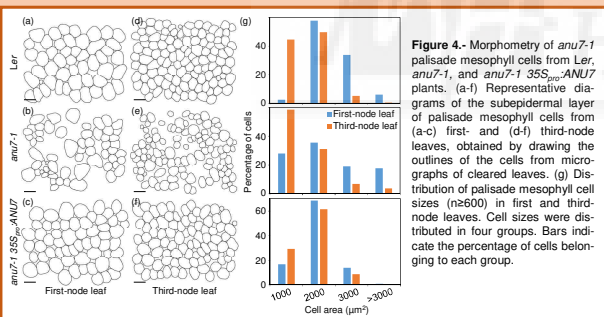 (a)
(d)
(g)
Ler
(b)
(e)
anu7-1
(c)
(f)
anu7-1 35Spro:ANU7
First-node leaf
Third-node leaf
Percentage of cells
40
20
0
First-node leaf
Third-node leaf
40
20
0
60
40
20
0
1000
2000
3000
>3000
Cell area (µm²)
Figure 4.- Morphometry of anu7-1
palisade mesophyll cells from Ler,
anu7-1, and anu7-1 35Spro:ANU7
plants. (a-f) Representative dia-
grams of the subepidermal layer
of palisade mesophyll cells from
(a-c) first- and (d-f) third-node
leaves, obtained by drawing the
outlines of the cells from micro-
graphs of cleared leaves. (g) Dis-
tribution of palisade mesophyll cell
sizes (n≥600) in first and third-
node leaves. Cell sizes were dis-
tributed in four groups. Bars indi-
cate the percentage of cells belon-
ging to each group.